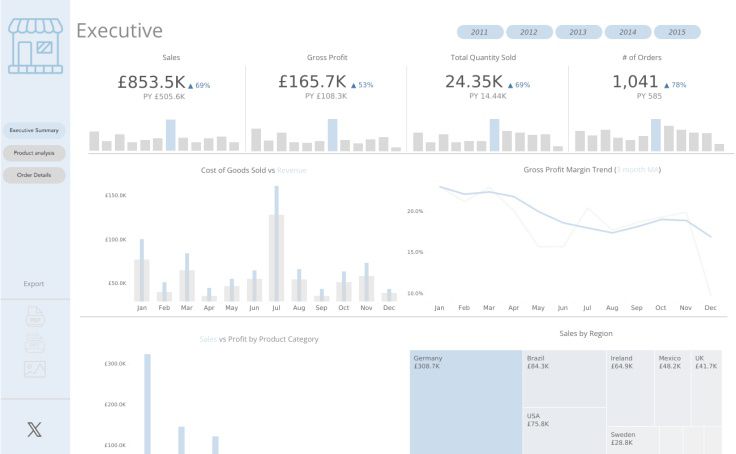 Executive
2011 2012 2013 2014 2015
Sales
£853.5K ▲ 69%
PY £505.6K
Gross Profit
£165.7K ▲ 53%
PY £108.3K
Total Quantity Sold
24.35K ▲ 69%
PY 14.44K
# of Orders
1,041 ▲ 78%
PY 585
Executive Summary
Product analysis
Order Details
Export
PDF
Cost of Goods Sold vs Revenue
£150.0K
£100.0K
£50.0K
Jan Feb Mar Apr May Jun Jul Aug Sep Oct Nov Dec
Gross Profit Margin Trend (3 month MA)
20.0%
15.0%
10.0%
Jan Feb Mar Apr May Jun Jul Aug Sep Oct Nov Dec
Sales vs Profit by Product Category
£300.0K
£200.0K
£100.0K
Sales by Region
Germany
£308.7K
Brazil
£84.3K
USA
£75.8K
Ireland
£64.9K
Mexico
£48.2K
UK
£41.7K
Sweden
£28.8K